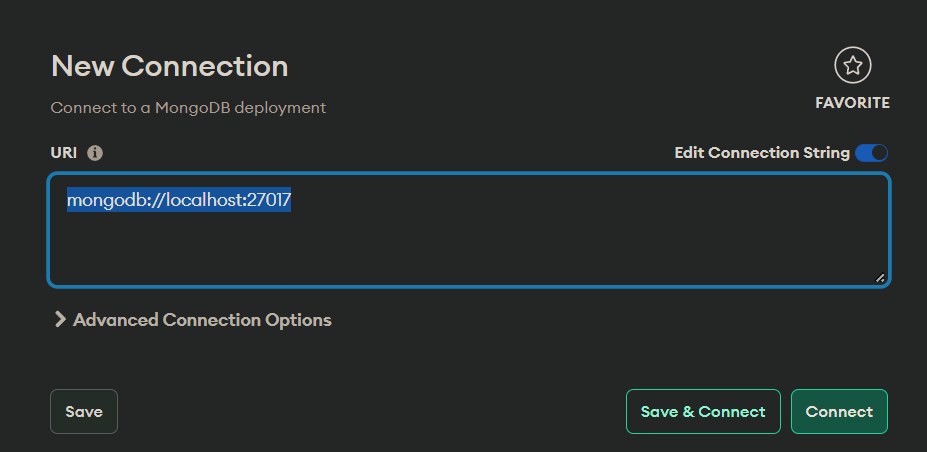 New Connection
FAVORITE
Connect to a MongoDB deployment
URI
Edit Connection String
mongodb://localhost:27017
Advanced Connection Options
Save
Save & Connect
Connect